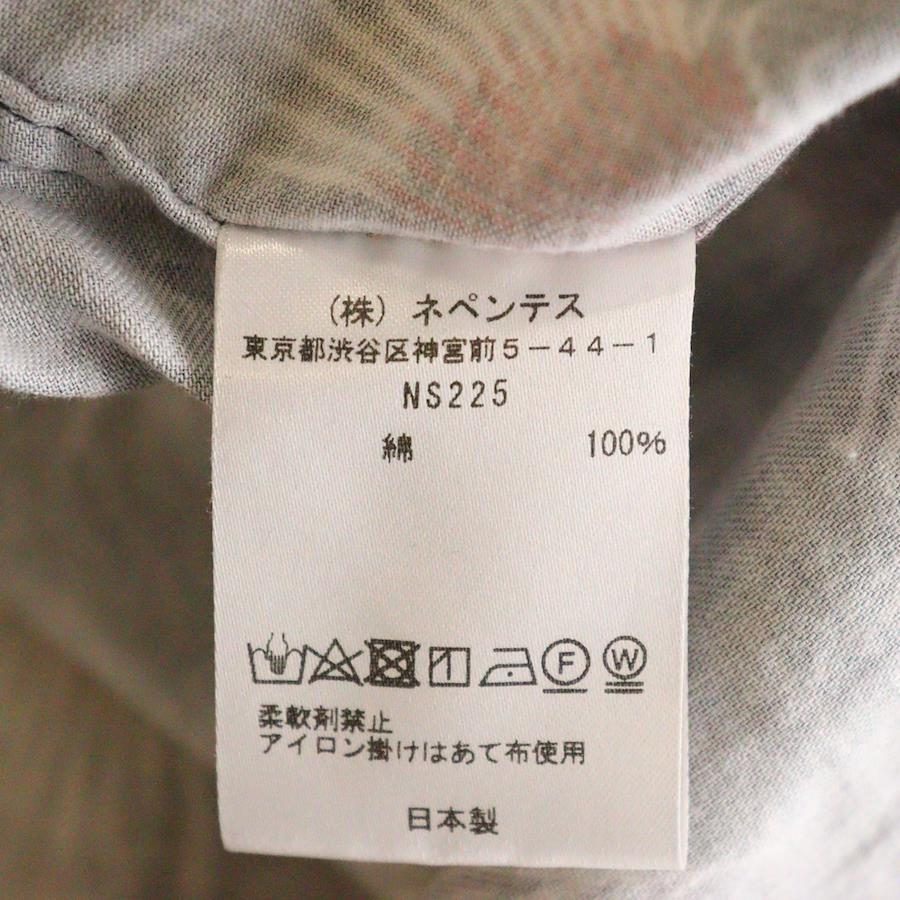 （株）ネペンテス
東京都渋谷区神宮前5－44－1
NS225
綿 100%
F W
柔軟剤禁止
アイロン掛けはあて布使用
日本製